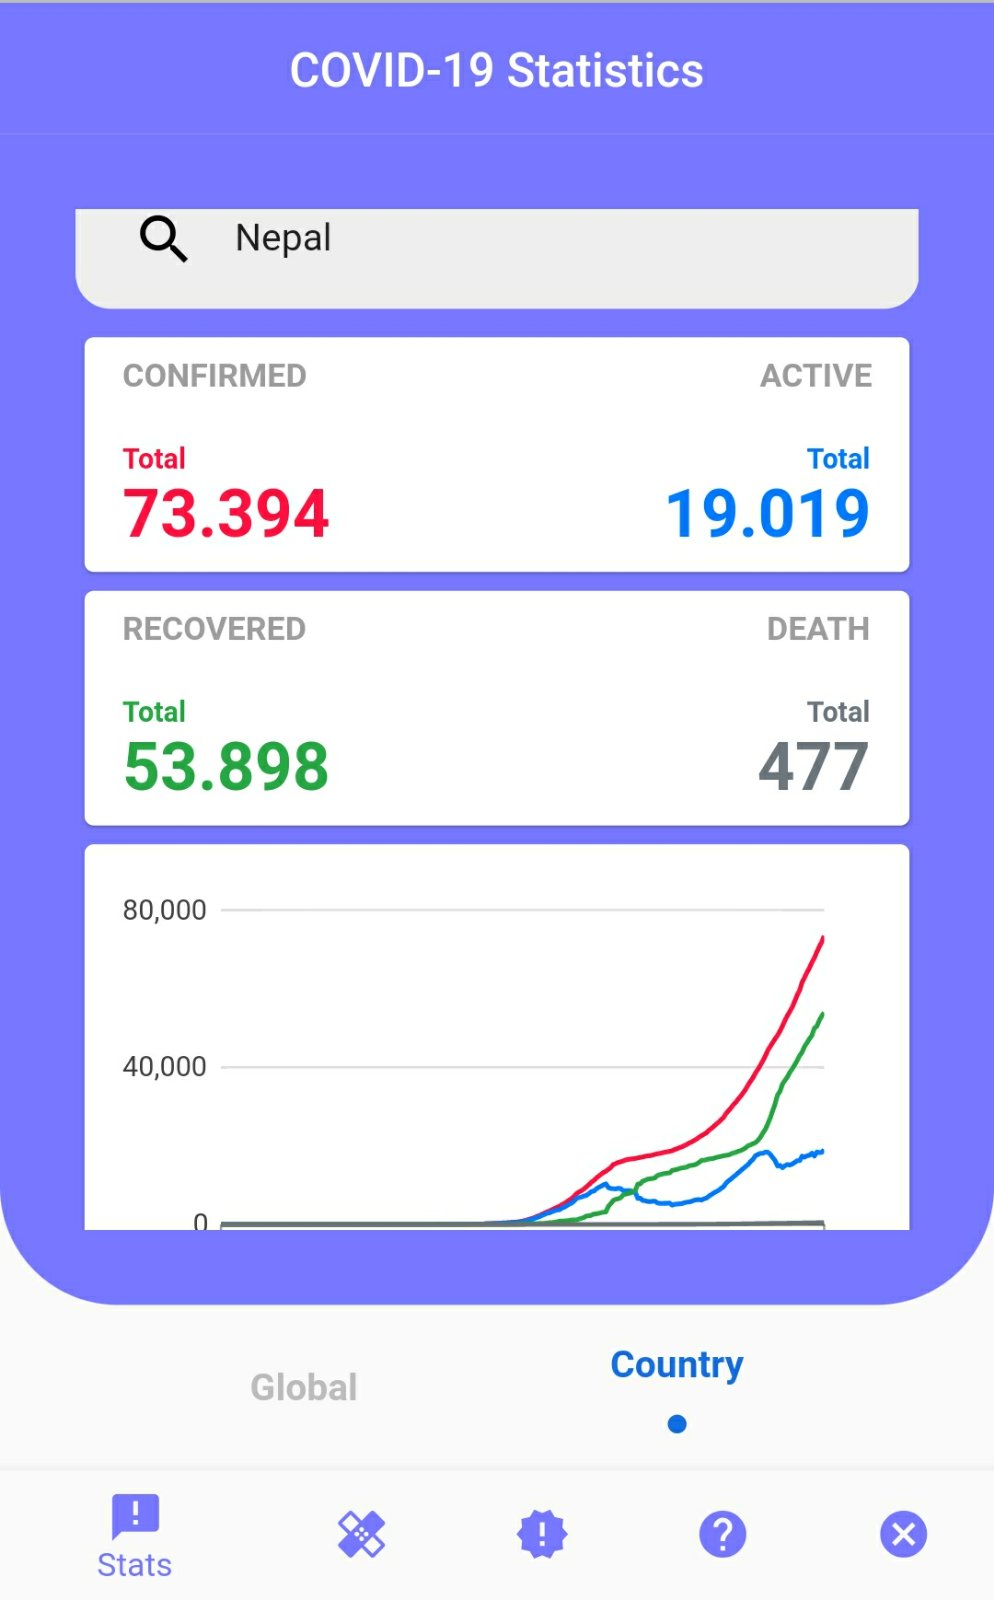 COVID-19 Statistics
Nepal
CONFIRMED ACTIVE
Total Total
73.394 19.019
RECOVERED DEATH
Total Total
53.898 477
80,000
40,000
0
Global Country
Stats